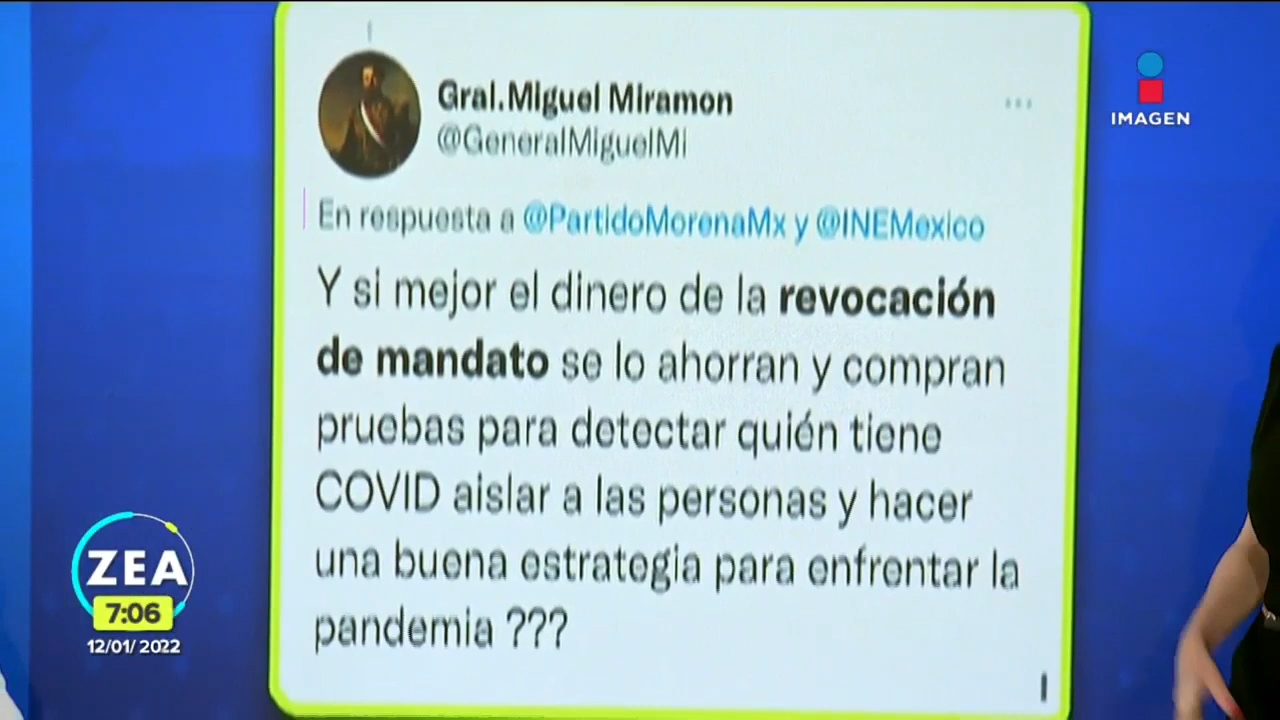 Gral.Miguel Miramon
@GeneralMiguelMi
IMAGEN
En respuesta a @PartidoMorenaMx y @INEMexico
Y si mejor el dinero de la revocación
de mandato se lo ahorran y compran
pruebas para detectar quién tiene
COVID aislar a las personas y hacer
una buena estrategia para enfrentar la
pandemia ???
ZEA
7:06
12/01/2022